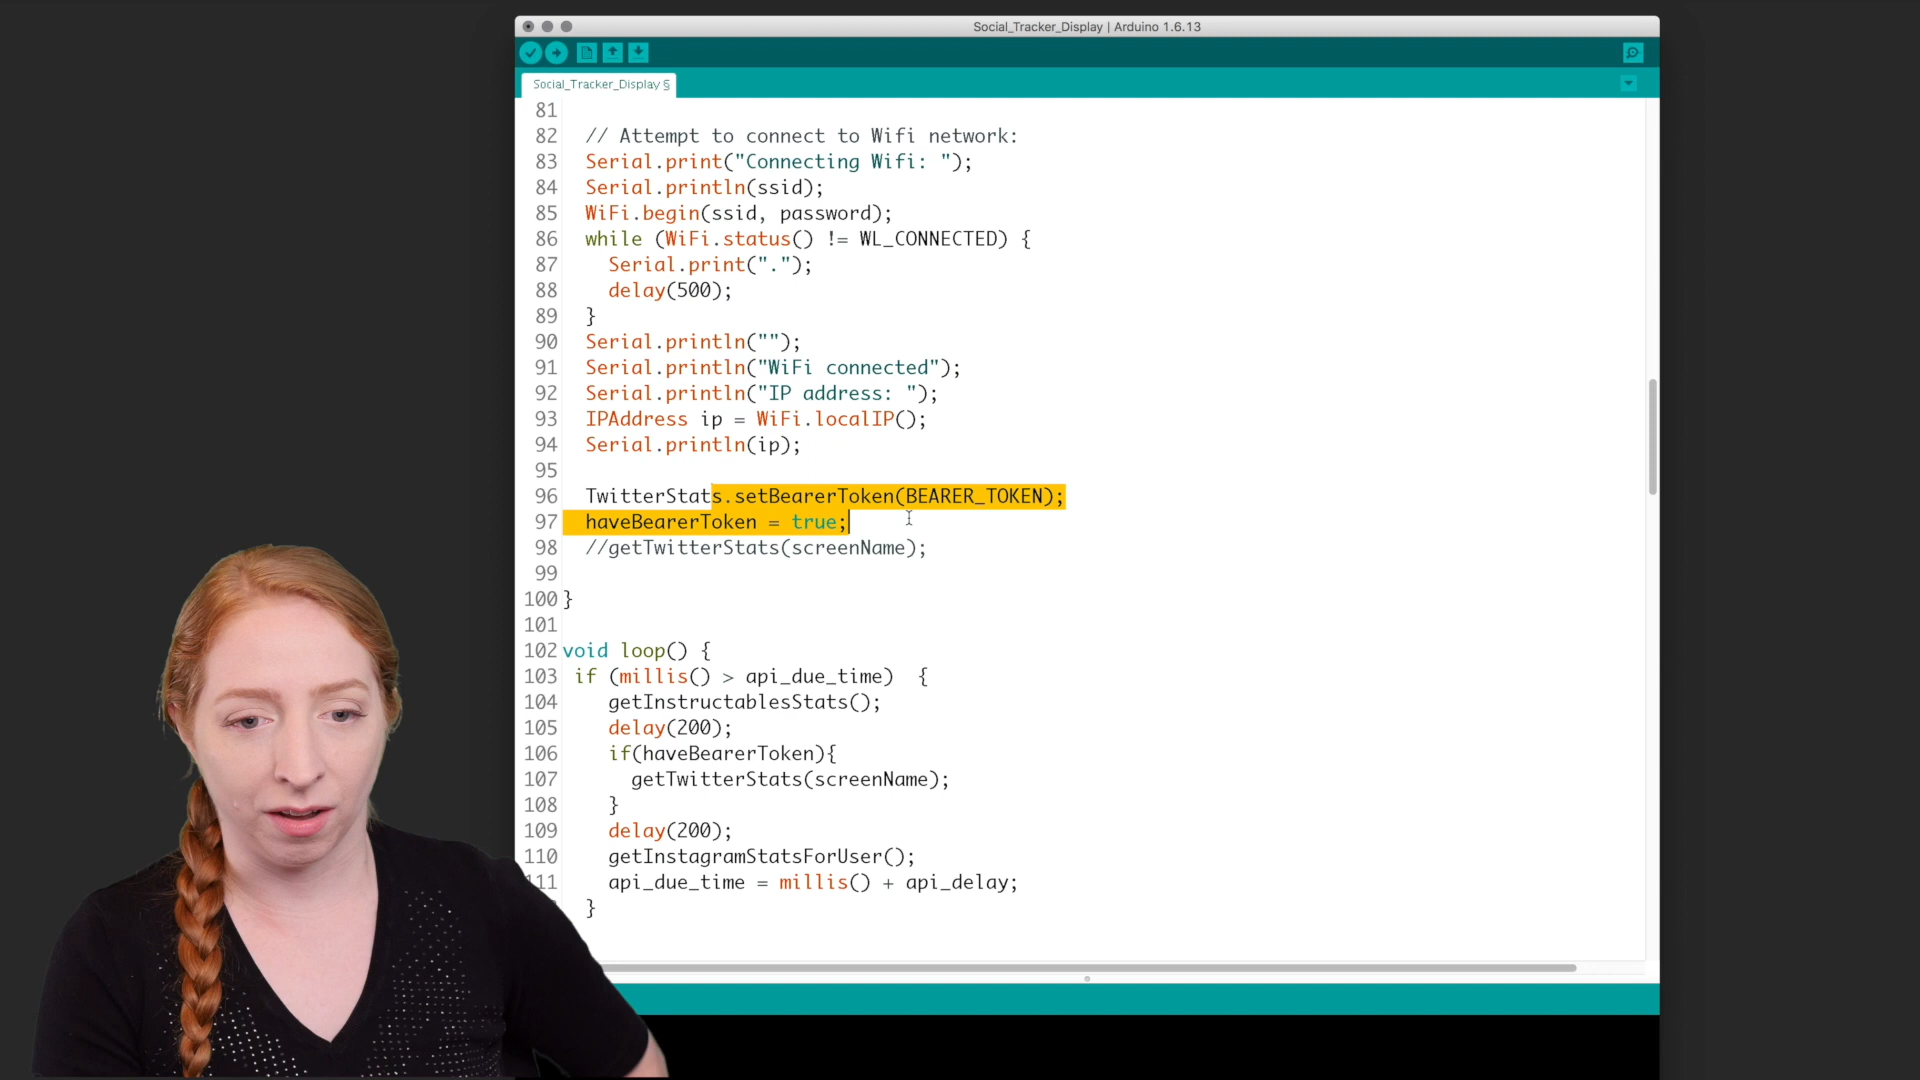 Social_Tracker_Display | Arduino 1.6.13
Social_Tracker_Display §
81
82 // Attempt to connect to Wifi network:
83 Serial.print("Connecting Wifi: ");
84 Serial.println(ssid);
85 WiFi.begin(ssid, password);
86 while (WiFi.status() != WL_CONNECTED) {
87 Serial.print(".");
88 delay(500);
89 }
90 Serial.println("");
91 Serial.println("WiFi connected");
92 Serial.println("IP address: ");
93 IPAddress ip = WiFi.localIP();
94 Serial.println(ip);
95
96 TwitterStats.setBearerToken(BEARER_TOKEN);
97 haveBearerToken = true;
98 //getTwitterStats(screenName);
99
100 }
101
102 void loop() {
103 if (millis() > api_due_time) {
104 getInstructablesStats();
105 delay(200);
106 if(haveBearerToken){
107 getTwitterStats(screenName);
108 }
109 delay(200);
110 getInstagramStatsForUser();
111 api_due_time = millis() + api_delay;
}